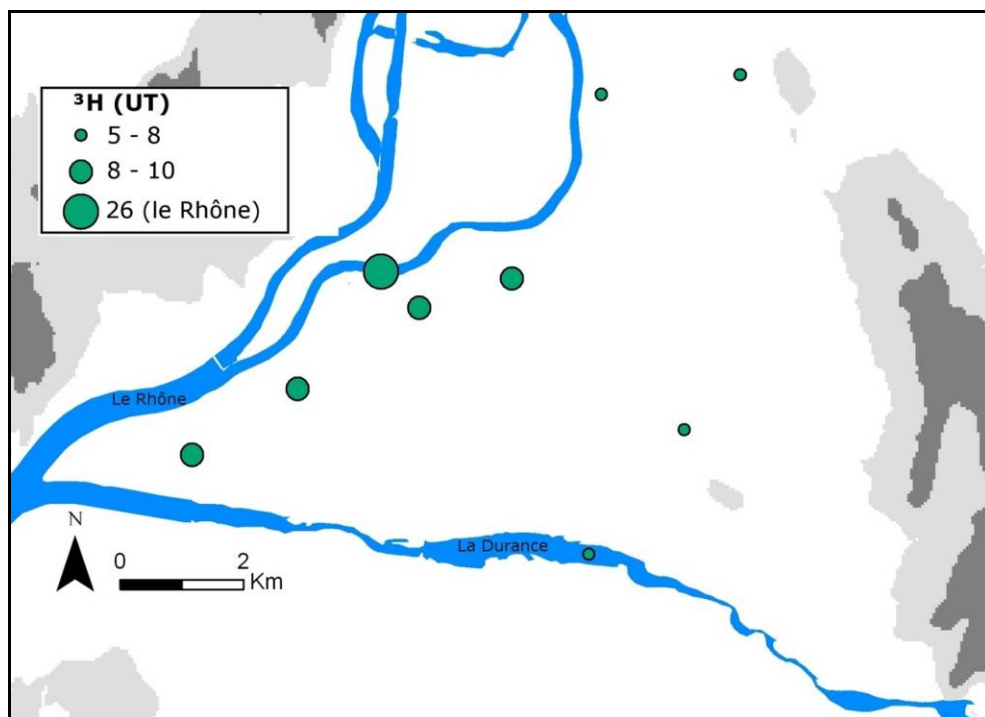 ³H (UT)
5 - 8
8 - 10
26 (le Rhône)
Le Rhône
La Durance
N
0 2
Km